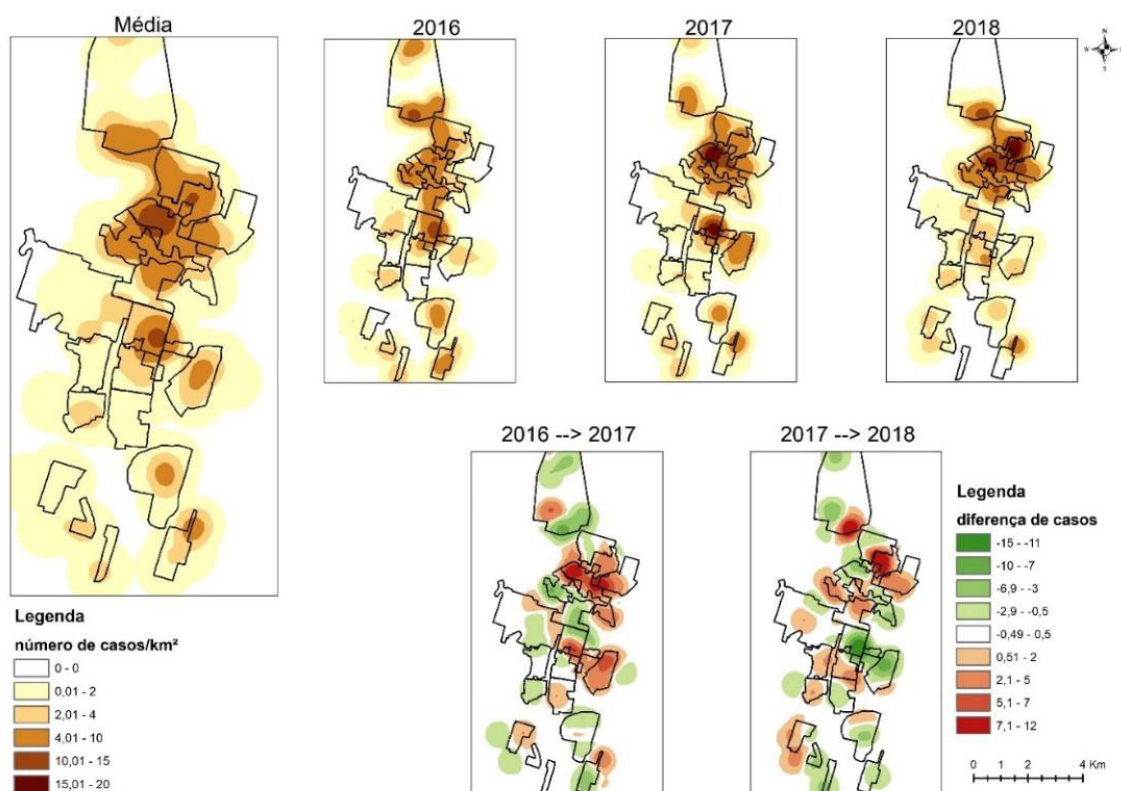 Média
2016
2017
2018
N
W
S
Legenda
número de casos/km²
0 - 0
0,01 - 2
2,01 - 4
4,01 - 10
10,01 - 15
15,01 - 20
2016 --> 2017
2017 --> 2018
Legenda
diferença de casos
-15 - -11
-10 - -7
-6,9 - -3
-2,9 - -0,5
-0,49 - 0,5
0,51 - 2
2,1 - 5
5,1 - 7
7,1 - 12
0 1 2 4 Km